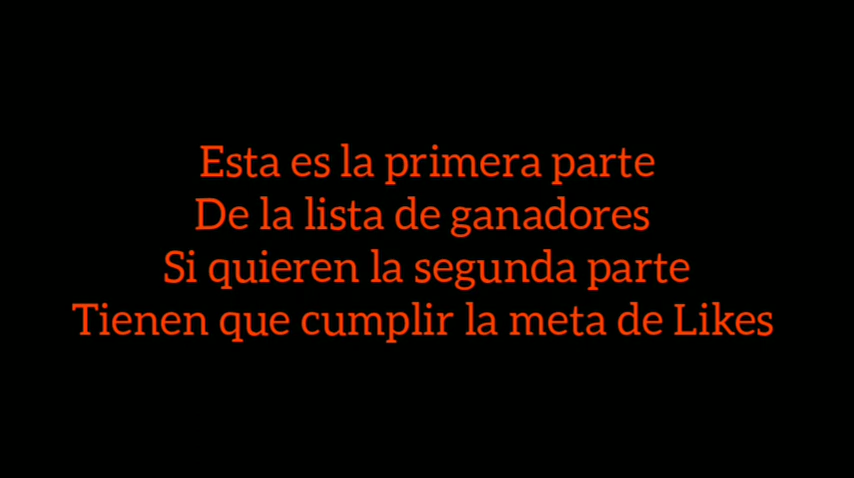 Esta es la primera parte
De la lista de ganadores
Si quieren la segunda parte
Tienen que cumplir la meta de Likes